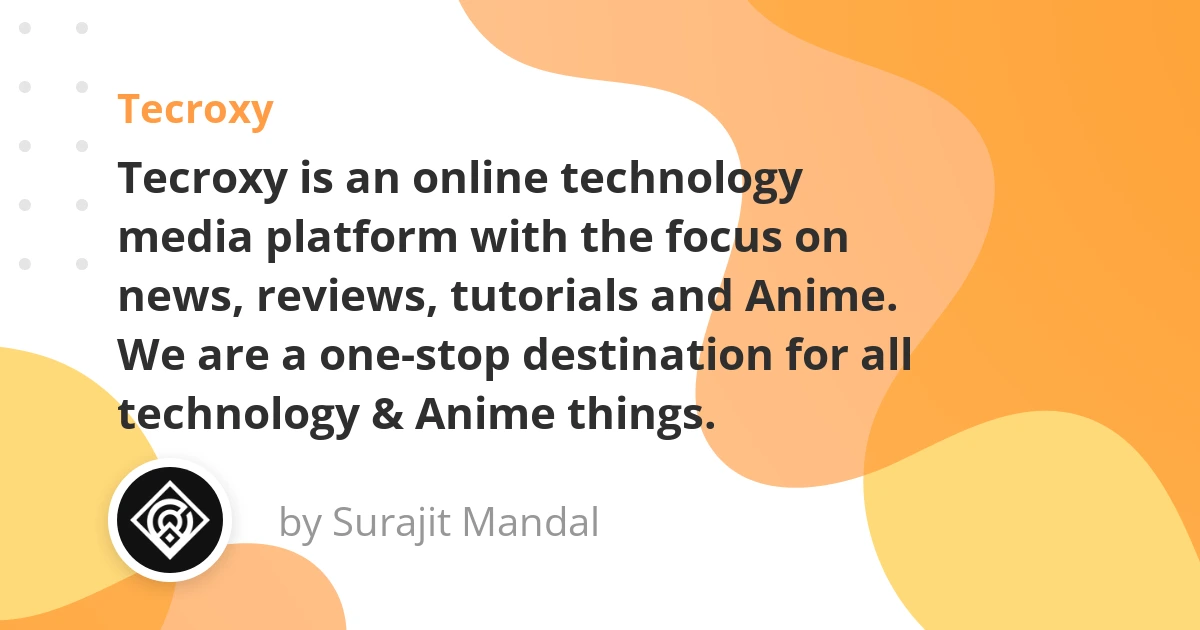 Tecroxy
Tecroxy is an online technology
media platform with the focus on
news, reviews, tutorials and Anime.
We are a one-stop destination for all
technology & Anime things.
by Surajit Mandal